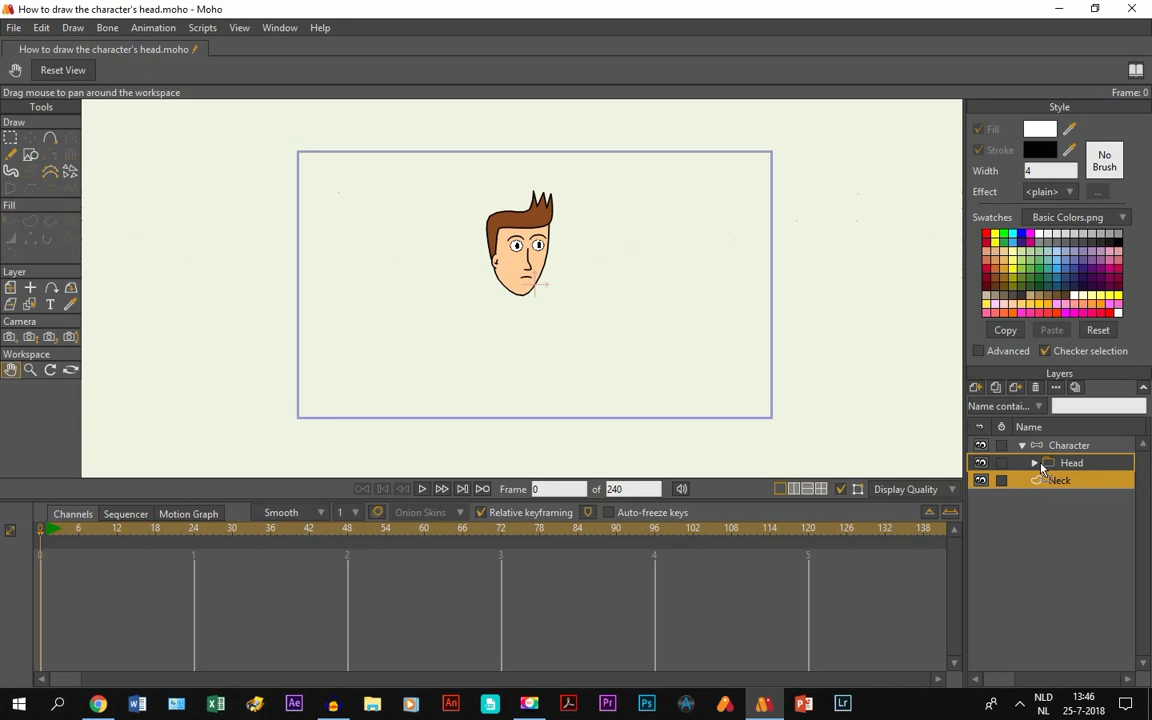 How to draw the character's head.moho - Moho
File Edit Draw Bone Animation Scripts View Window Help
How to draw the character's head.moho
Reset View
Drag mouse to pan around the workspace
Frame: 0
Tools
Draw
Fill
Layer
Camera
Workspace
Style
Fill
Stroke
No Brush
Width 4
Effect <plain> ...
Swatches Basic Colors.png
Copy Paste Reset
Advanced Checker selection
Layers
Name contai...
Name
Character
Head
Neck
Frame 0 of 240
Display Quality
Channels Sequencer Motion Graph Smooth 1 Onion Skins Relative keyframing Auto-freeze keys
0 6 12 18 24 30 36 42 48 54 60 66 72 78 84 90 96 102 108 114 120 126 132 138
0 1 2 3 4 5
NLD
NL
13:46
25-7-2018